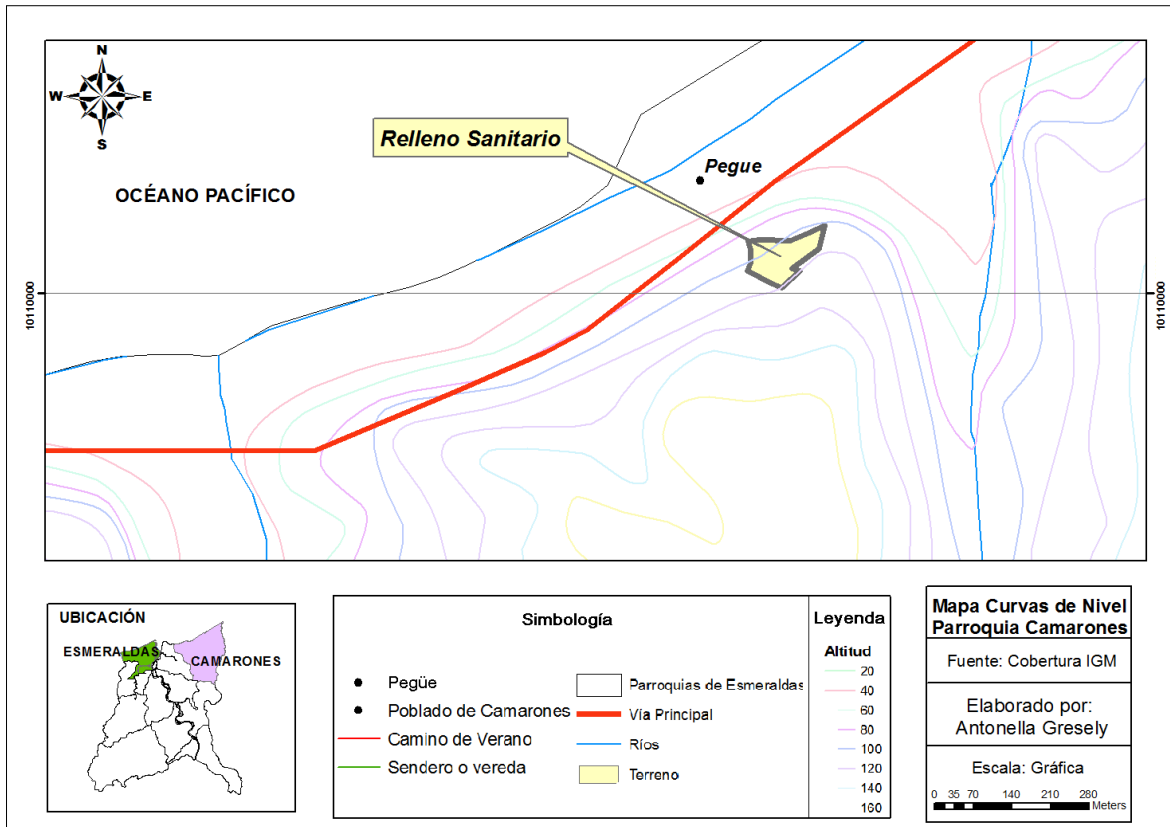 N
W E
S
Relleno Sanitario
Pegue
OCÉANO PACÍFICO
10110000
10110000
UBICACIÓN
ESMERALDAS
CAMARONES
Simbología
Pegüe
Poblado de Camarones
Camino de Verano
Sendero o vereda
Parroquias de Esmeraldas
Vía Principal
Ríos
Terreno
Leyenda
Altitud
20
40
60
80
100
120
140
160
Mapa Curvas de Nivel
Parroquia Camarones
Fuente: Cobertura IGM
Elaborado por:
Antonella Gresely
Escala: Gráfica
0 35 70 140 210 280
Meters